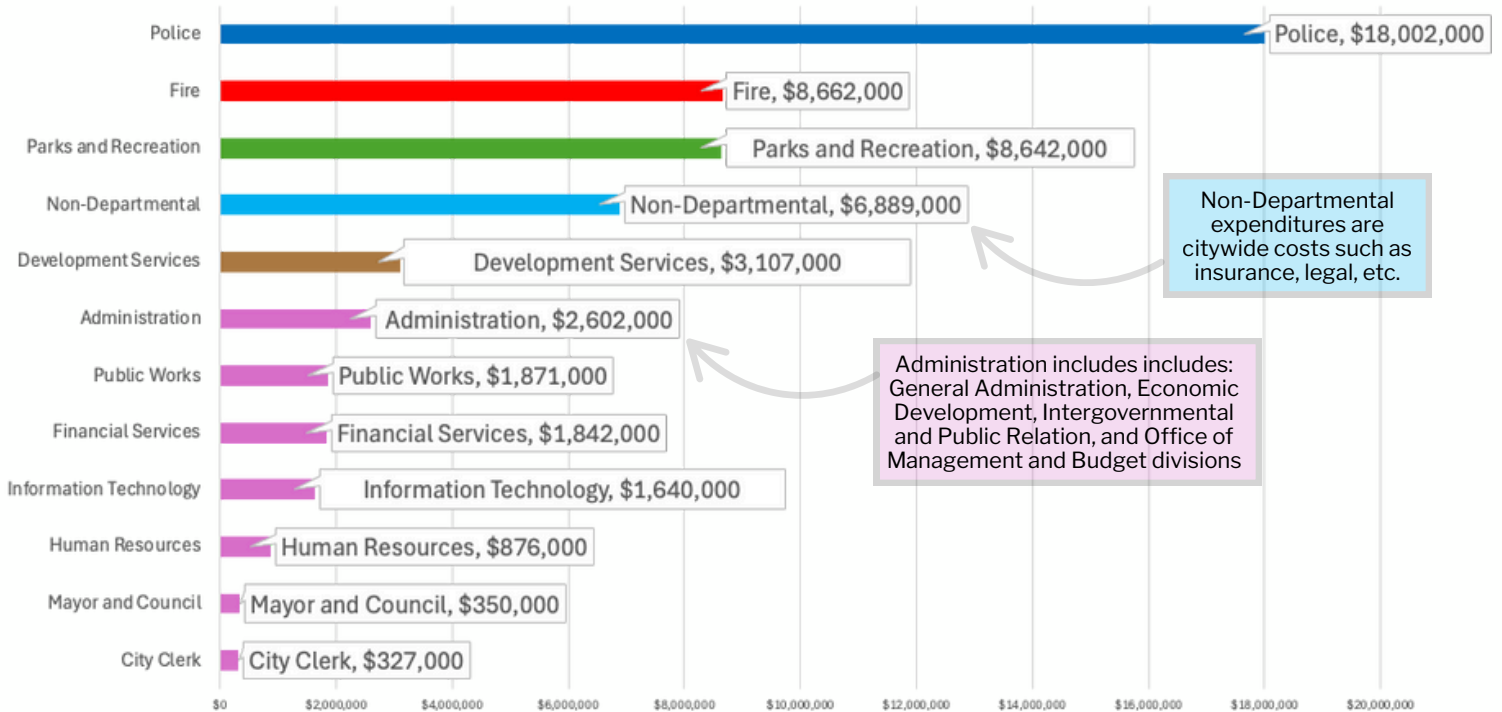 Police
Police, $18,002,000
Fire
Fire, $8,662,000
Parks and Recreation
Parks and Recreation, $8,642,000
Non-Departmental
Non-Departmental, $6,889,000
Non-Departmental
expenditures are
citywide costs such as
insurance, legal, etc.
Development Services
Development Services, $3,107,000
Administration
Administration, $2,602,000
Administration includes includes:
General Administration, Economic
Development, Intergovernmental
and Public Relation, and Office of
Management and Budget divisions
Public Works
Public Works, $1,871,000
Financial Services
Financial Services, $1,842,000
Information Technology
Information Technology, $1,640,000
Human Resources
Human Resources, $876,000
Mayor and Council
Mayor and Council, $350,000
City Clerk
City Clerk, $327,000
$0 $2,000,000 $4,000,000 $6,000,000 $8,000,000 $10,000,000 $12,000,000 $14,000,000 $16,000,000 $18,000,000 $20,000,000